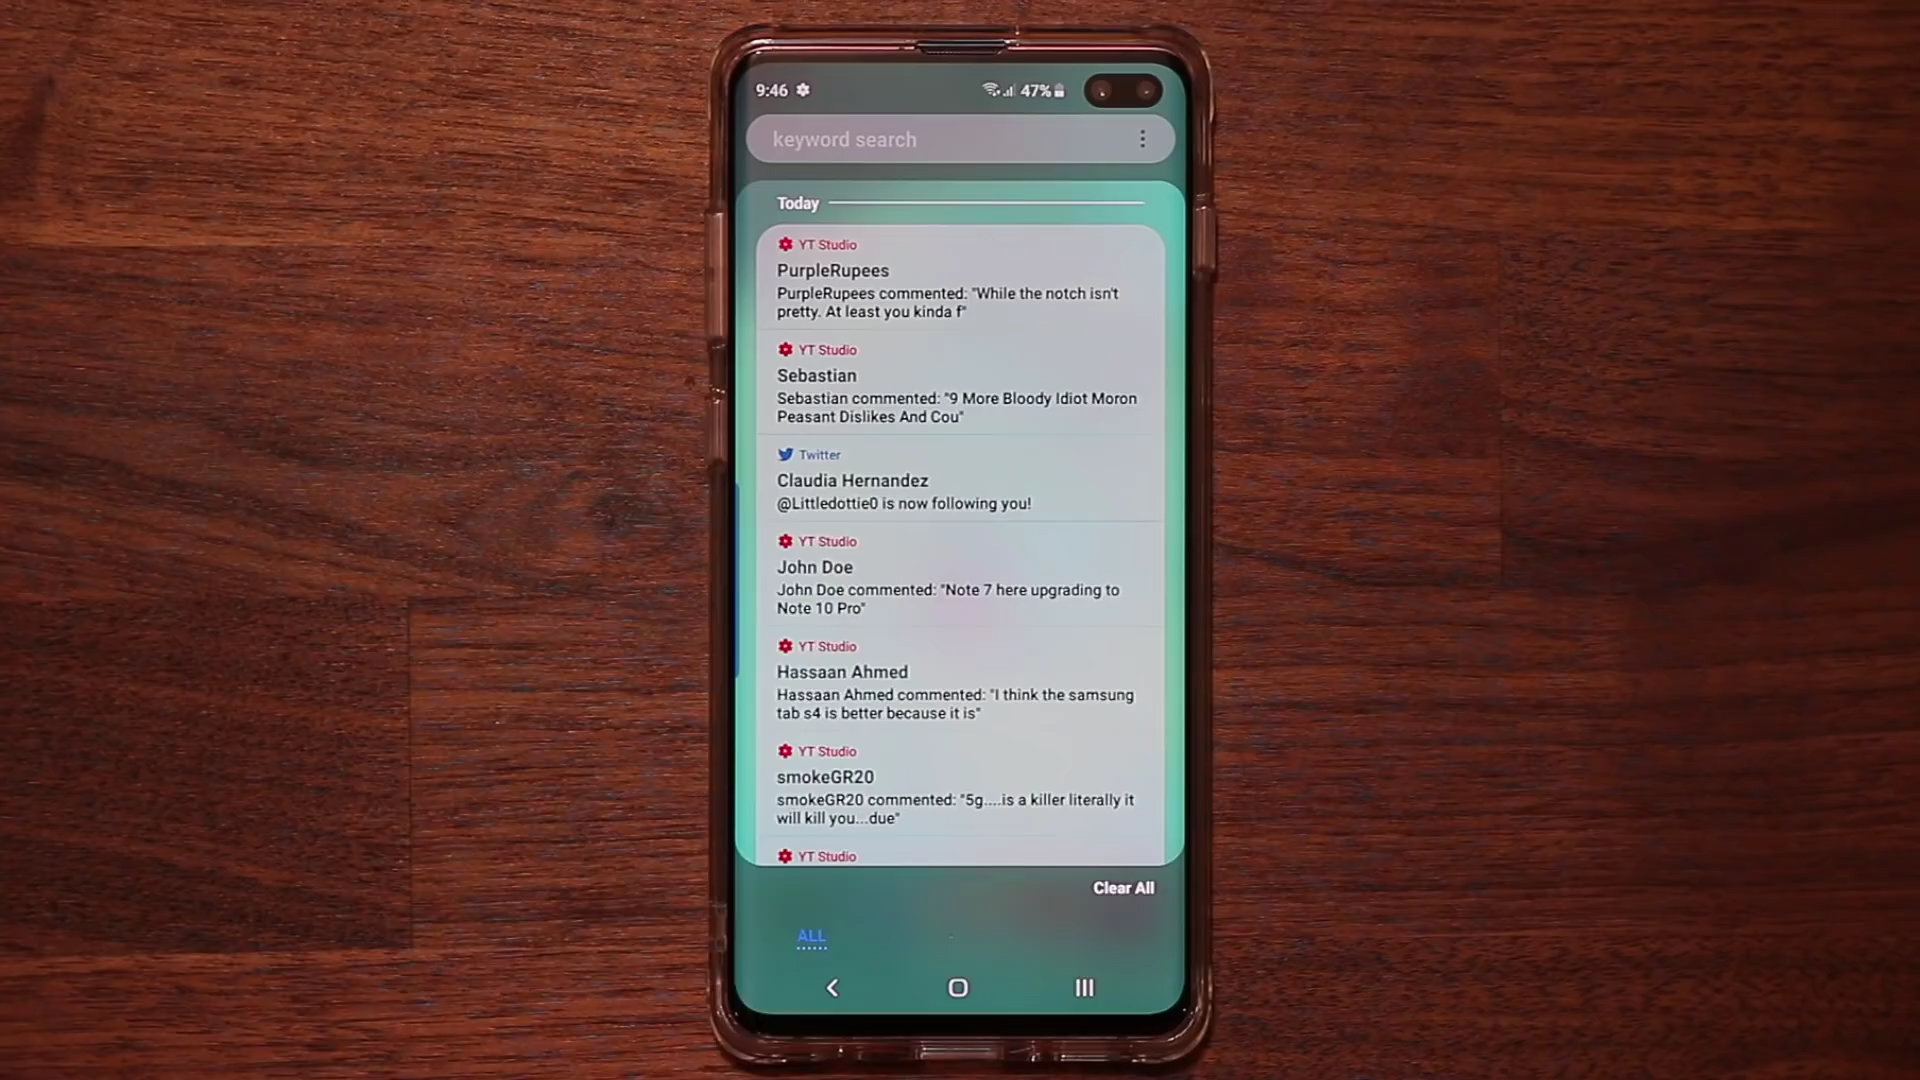 9:46
47%
keyword search
Today
YT Studio
PurpleRupees
PurpleRupees commented: "While the notch isn't
pretty. At least you kinda f"
YT Studio
Sebastian
Sebastian commented: "9 More Bloody Idiot Moron
Peasant Dislikes And Cou"
Twitter
Claudia Hernandez
@Littledottie0 is now following you!
YT Studio
John Doe
John Doe commented: "Note 7 here upgrading to
Note 10 Pro"
YT Studio
Hassaan Ahmed
Hassaan Ahmed commented: "I think the samsung
tab s4 is better because it is"
YT Studio
smokeGR20
smokeGR20 commented: "5g....is a killer literally it
will kill you...due"
YT Studio
Clear All
ALL